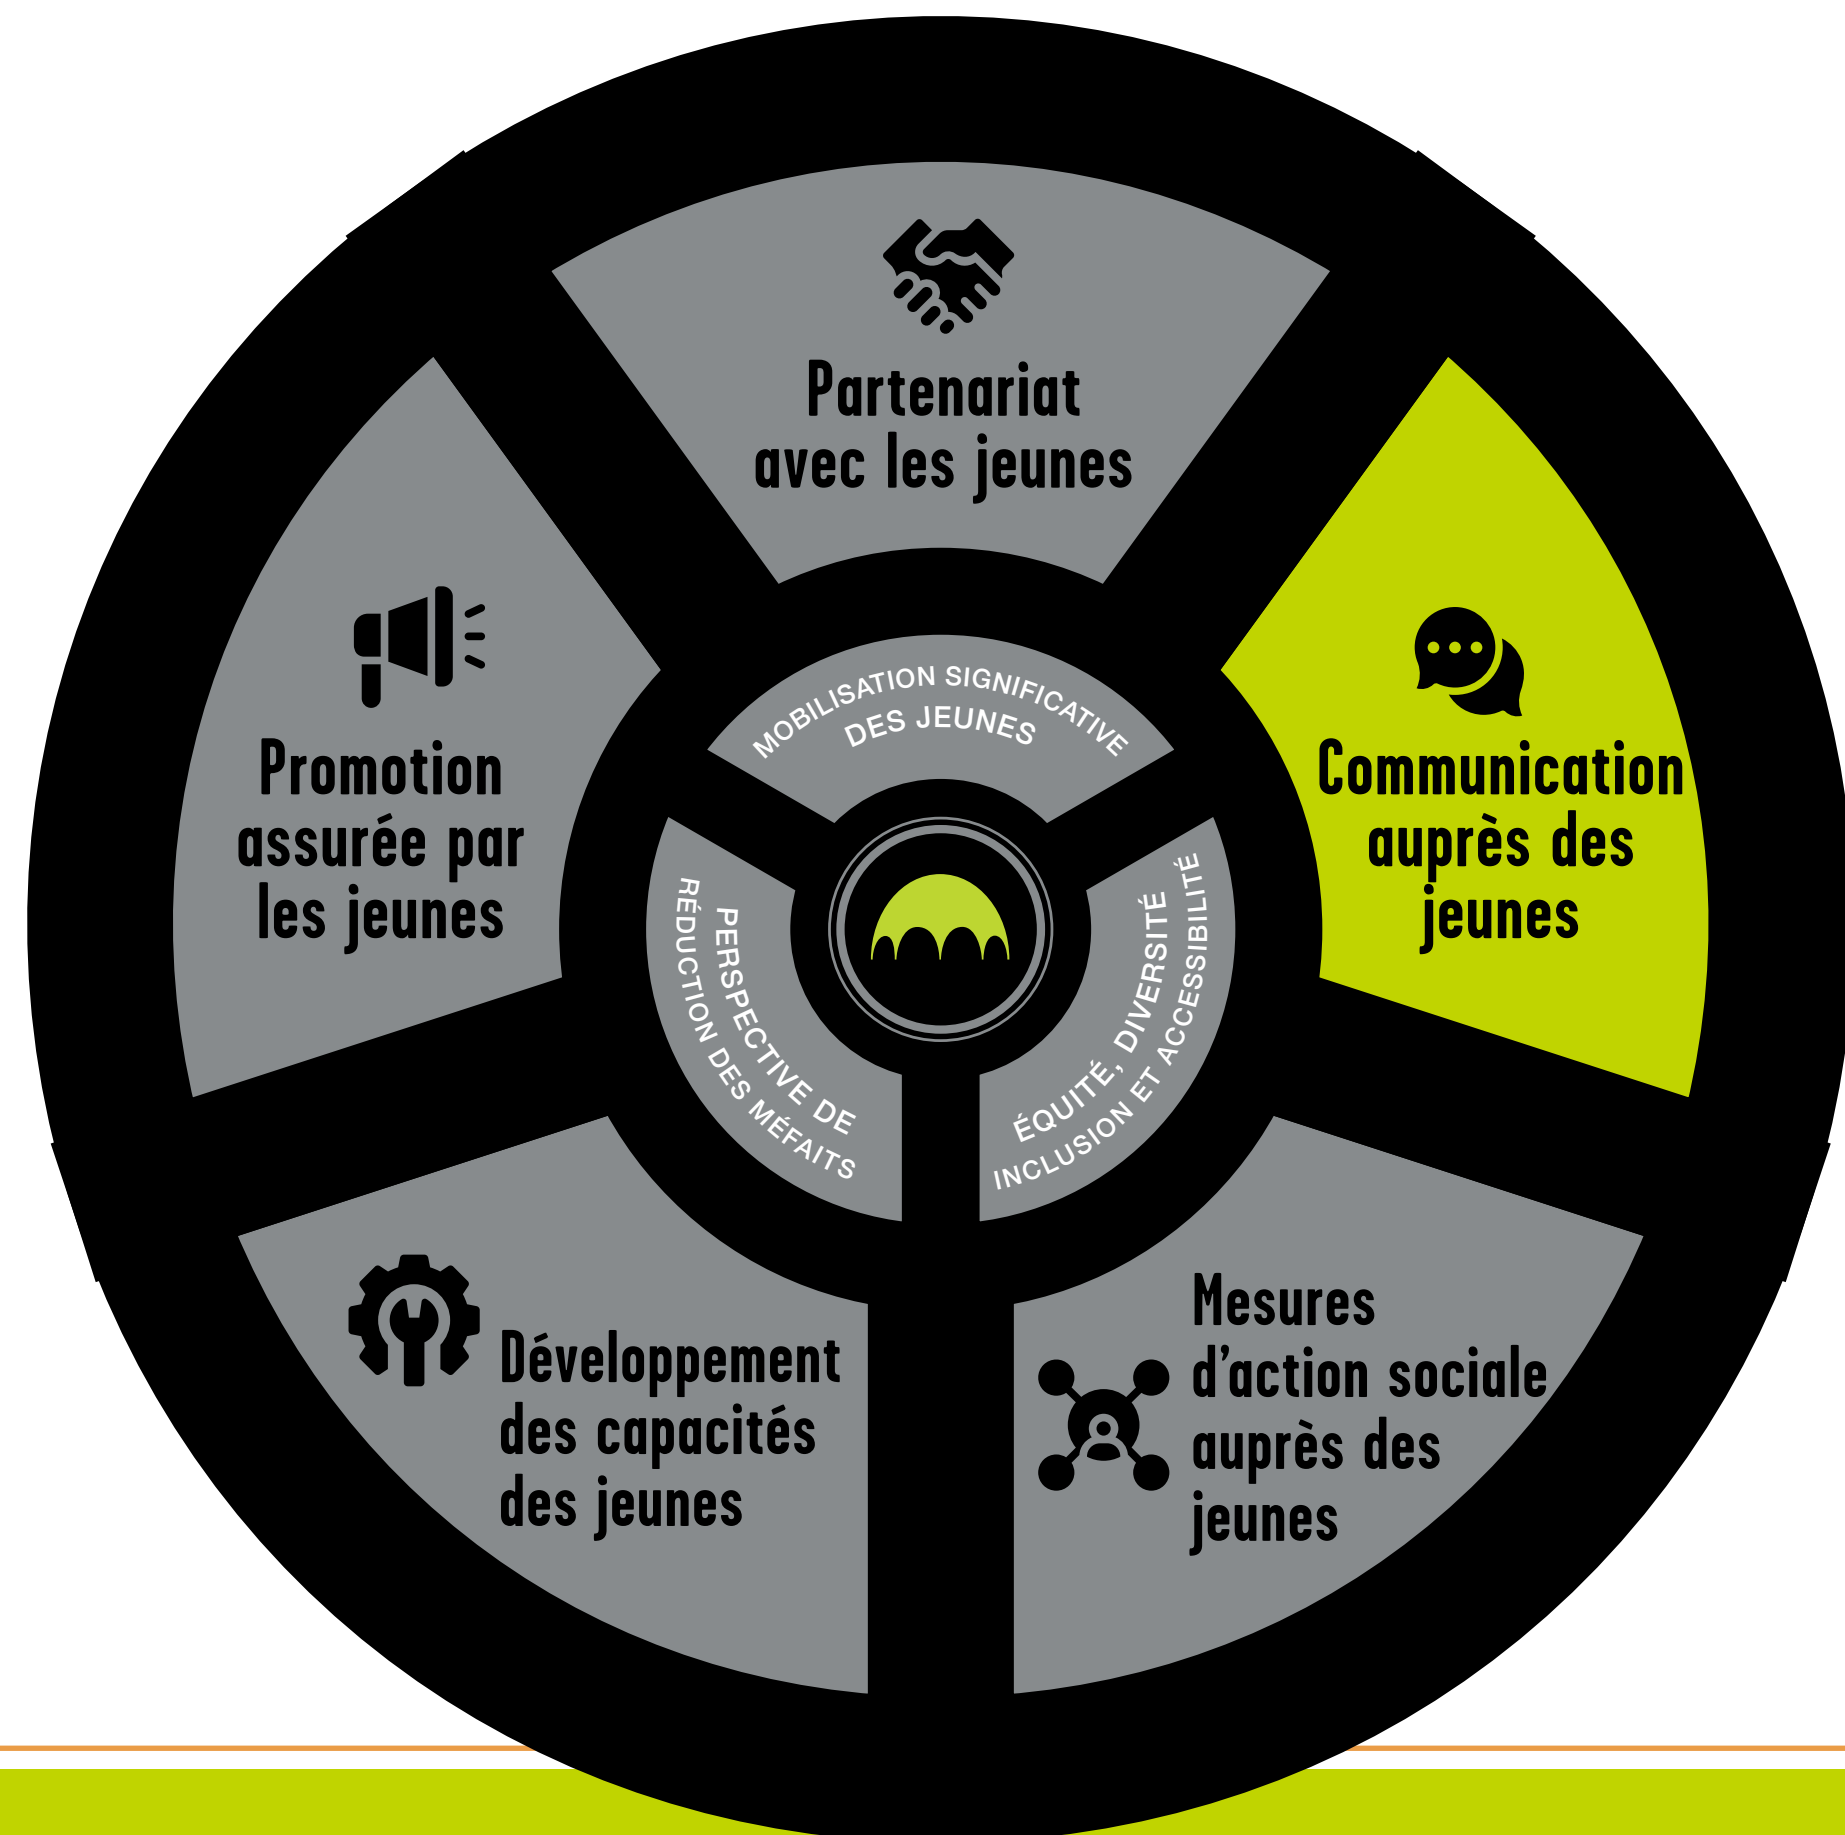 Partenariat
avec les jeunes
Communication
auprès des
jeunes
Mesures
d’action sociale
auprès des
jeunes
Développement
des capacités
des jeunes
Promotion
assurée par
les jeunes
MOBILISATION SIGNIFICATIVE
DES JEUNES
ÉQUITÉ, DIVERSITÉ
INCLUSION ET ACCESSIBILITÉ
PERSPECTIVE DE
RÉDUCTION DES MÉFAITS